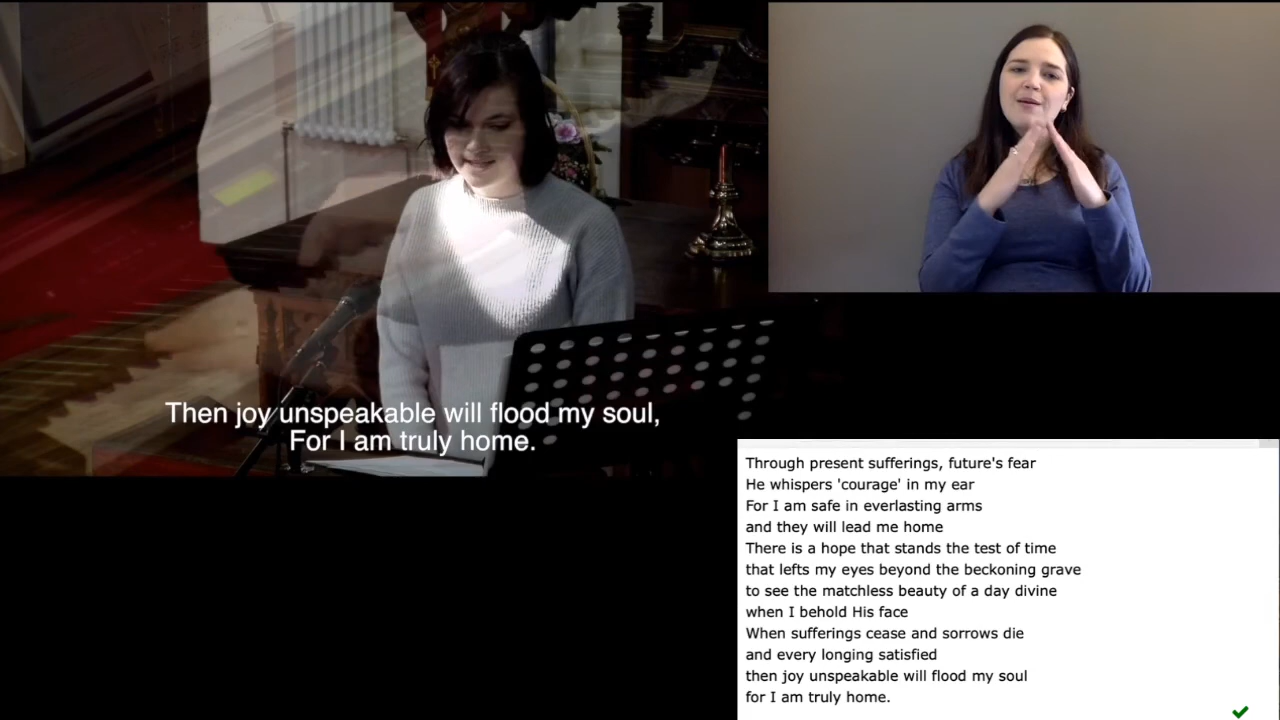 Then joy unspeakable will flood my soul,
For I am truly home.
Through present sufferings, future's fear
He whispers 'courage' in my ear
For I am safe in everlasting arms
and they will lead me home
There is a hope that stands the test of time
that lefts my eyes beyond the beckoning grave
to see the matchless beauty of a day divine
when I behold His face
When sufferings cease and sorrows die
and every longing satisfied
then joy unspeakable will flood my soul
for I am truly home.